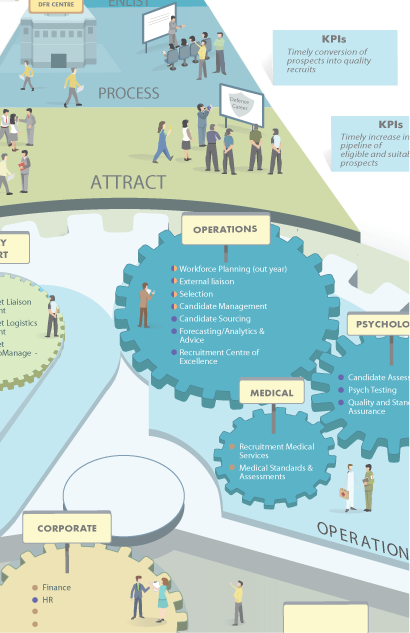 DFR CENTRE
ENLIST
KPIs
Timely conversion of
prospects into quality
recruits
PROCESS
Defence
Career
KPIs
Timely increase in
pipeline of
eligible and suitab
prospects
ATTRACT
OPERATIONS
Workforce Planning (out year)
External liaison
Selection
Candidate Management
Candidate Sourcing
Forecasting/Analytics &
Advice
Recruitment Centre of
Excellence
Y
RT
et Liaison
nt
et Logistics
nt
et
oManage -
PSYCHOLO
Candidate Assess
Psych Testing
Quality and Stand
Assurance
MEDICAL
Recruitment Medical
Services
Medical Standards &
Assessments
OPERATION
CORPORATE
Finance
HR